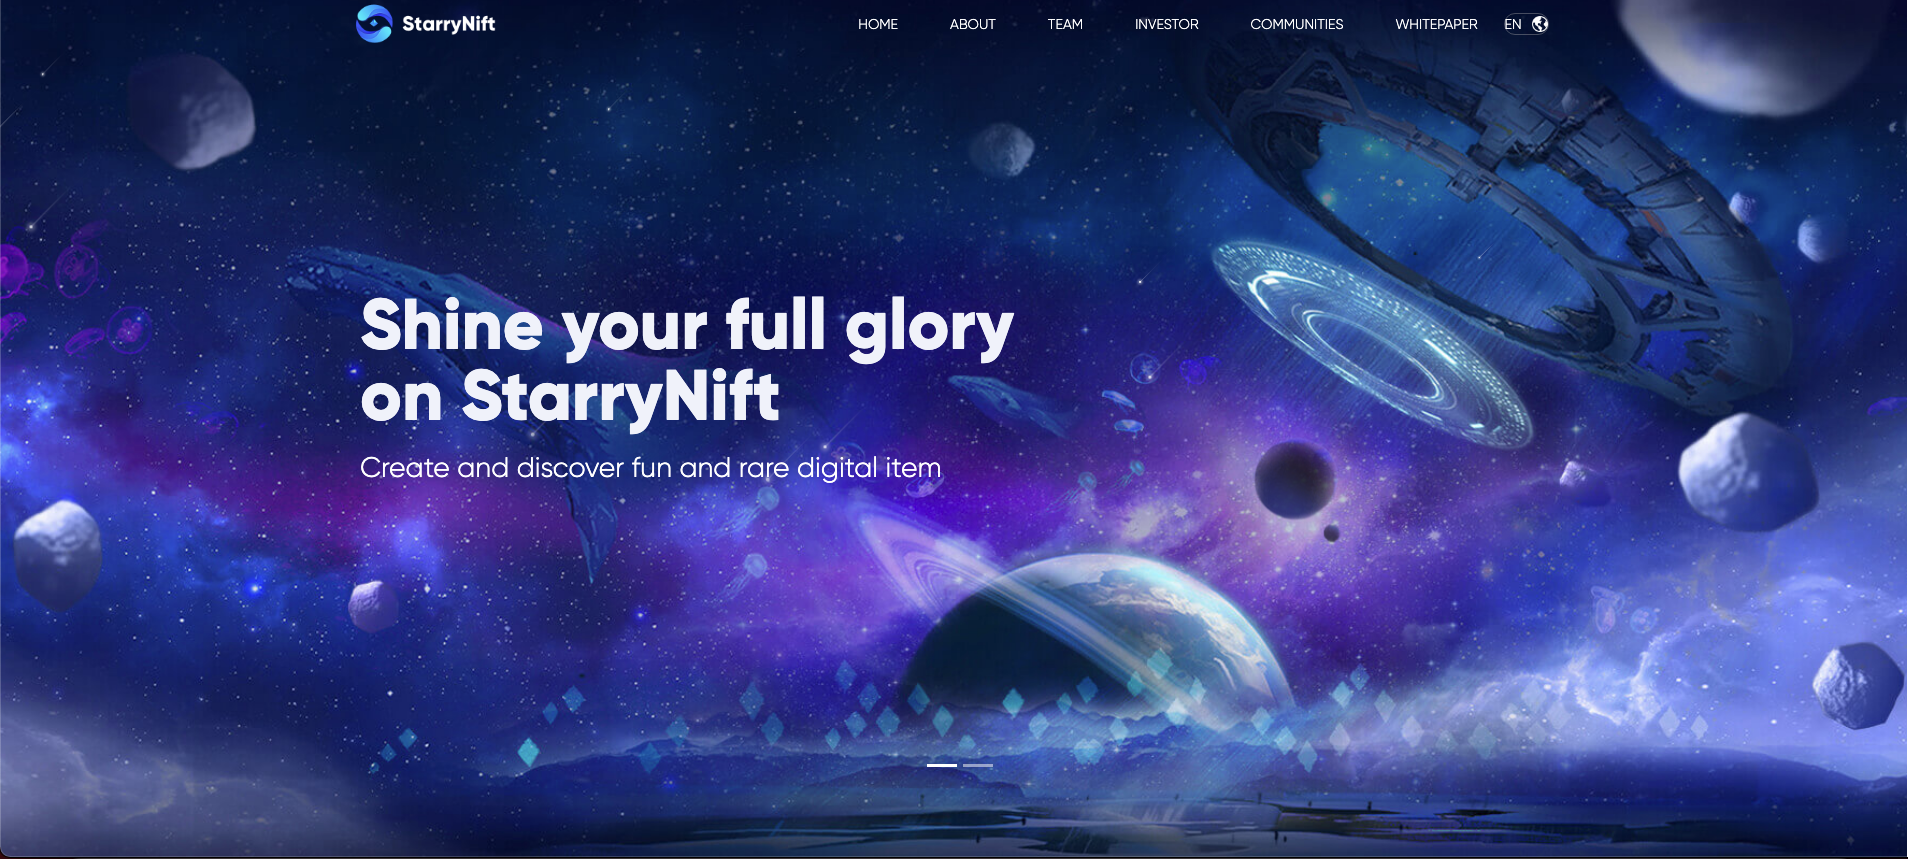 StarryNift
HOME ABOUT TEAM INVESTOR COMMUNITIES WHITEPAPER EN
Shine your full glory
on StarryNift
Create and discover fun and rare digital item